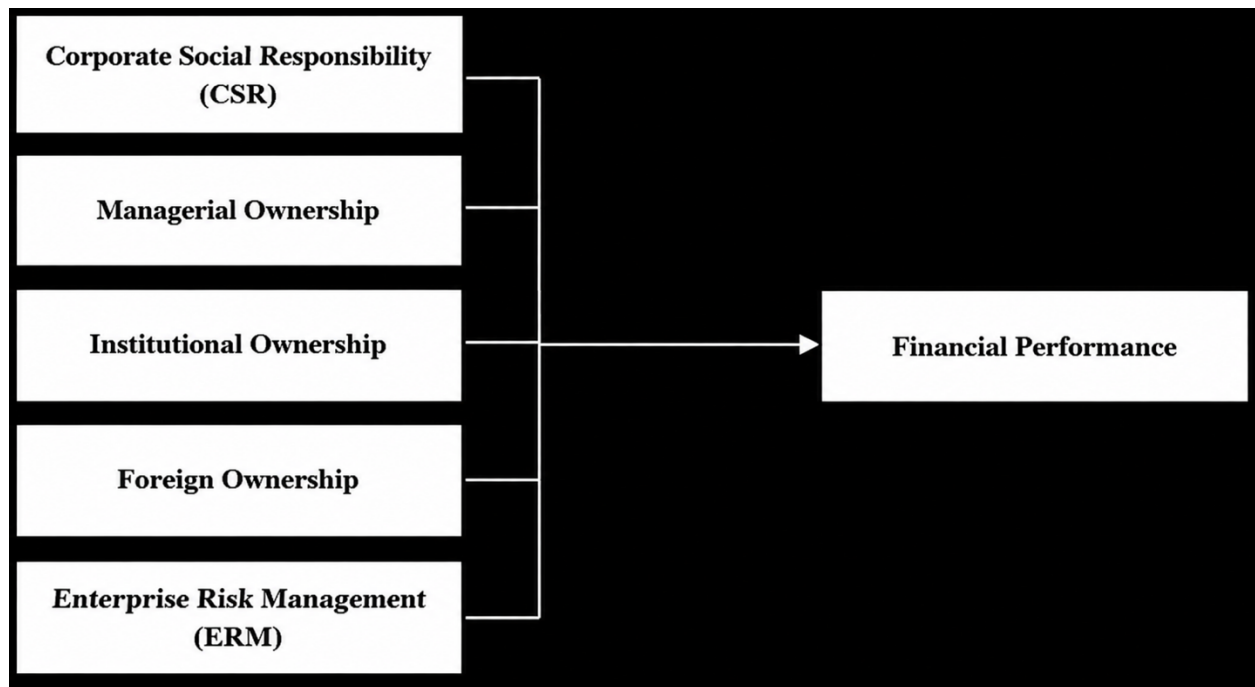 Corporate Social Responsibility
(CSR)
Managerial Ownership
Institutional Ownership
Foreign Ownership
Enterprise Risk Management
(ERM)
Financial Performance